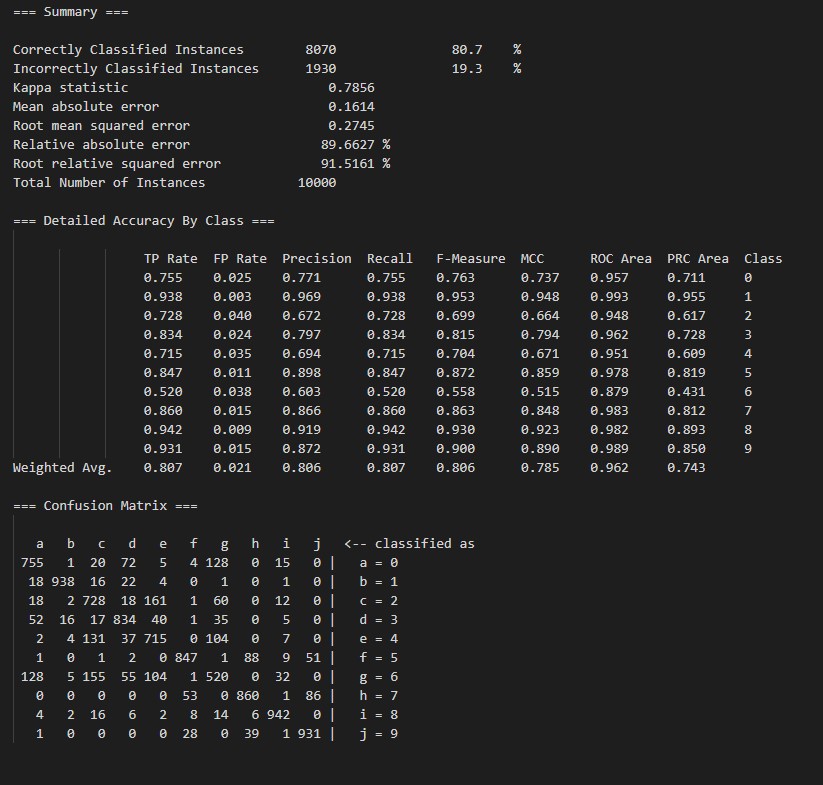 === Summary ===
Correctly Classified Instances 8070 80.7 %
Incorrectly Classified Instances 1930 19.3 %
Kappa statistic 0.7856
Mean absolute error 0.1614
Root mean squared error 0.2745
Relative absolute error 89.6627 %
Root relative squared error 91.5161 %
Total Number of Instances 10000
=== Detailed Accuracy By Class ===
TP Rate FP Rate Precision Recall F-Measure MCC ROC Area PRC Area Class
0.755 0.025 0.771 0.755 0.763 0.737 0.957 0.711 0
0.938 0.003 0.969 0.938 0.953 0.948 0.993 0.955 1
0.728 0.040 0.672 0.728 0.699 0.664 0.948 0.617 2
0.834 0.024 0.797 0.834 0.815 0.794 0.962 0.728 3
0.715 0.035 0.694 0.715 0.704 0.671 0.951 0.609 4
0.847 0.011 0.898 0.847 0.872 0.859 0.978 0.819 5
0.520 0.038 0.603 0.520 0.558 0.515 0.879 0.431 6
0.860 0.015 0.866 0.860 0.863 0.848 0.983 0.812 7
0.942 0.009 0.919 0.942 0.930 0.923 0.982 0.893 8
0.931 0.015 0.872 0.931 0.900 0.890 0.989 0.850 9
Weighted Avg. 0.807 0.021 0.806 0.807 0.806 0.785 0.962 0.743
=== Confusion Matrix ===
a b c d e f g h i j <-- classified as
755 1 20 72 5 4 128 0 15 0 | a = 0
18 938 16 22 4 0 1 0 1 0 | b = 1
18 2 728 18 161 1 60 0 12 0 | c = 2
52 16 17 834 40 1 35 0 5 0 | d = 3
2 4 131 37 715 0 104 0 7 0 | e = 4
1 0 1 2 0 847 1 88 9 51 | f = 5
128 5 155 55 104 1 520 0 32 0 | g = 6
0 0 0 0 0 53 0 860 1 86 | h = 7
4 2 16 6 2 8 14 6 942 0 | i = 8
1 0 0 0 0 28 0 39 1 931 | j = 9